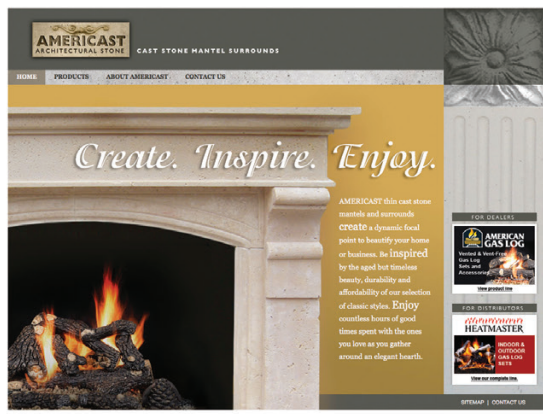 AMERICAST
ARCHITECTURAL STONE
CAST STONE MANTEL SURROUNDS
HOME PRODUCTS ABOUT AMERICAST CONTACT US
Create. Inspire. Enjoy.
AMERICAST thin cast stone
mantels and surrounds
create a dynamic focal
point to beautify your home
or business. Be inspired
by the aged but timeless
beauty, durability and
affordability of our selection
of classic styles. Enjoy
countless hours of good
times spent with the ones
you love as you gather
around an elegant hearth.
FOR DEALERS
AMERICAN
GAS LOG
Vented & Vent-Free
Gas Log
Sets and
Accessories
View product line
FOR DISTRIBUTORS
HEATMASTER
INDOOR &
OUTDOOR
GAS LOG
SETS
View our complete line.
SITEMAP | CONTACT US